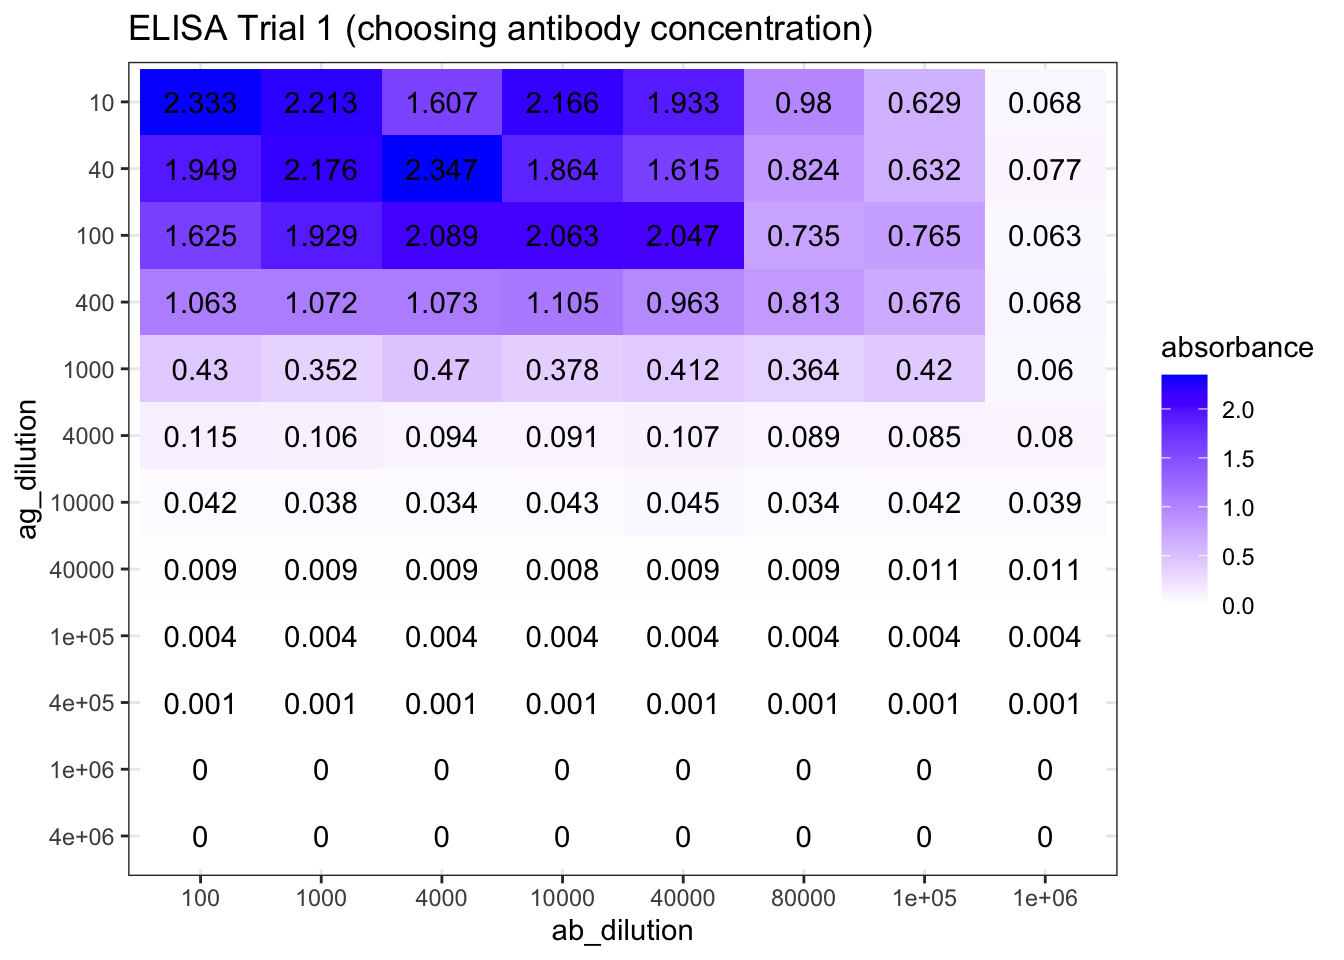 ELISA Trial 1 (choosing antibody concentration)
10 2.333 2.213 1.607 2.166 1.933 0.98 0.629 0.068
40 1.949 2.176 2.347 1.864 1.615 0.824 0.632 0.077
100 1.625 1.929 2.089 2.063 2.047 0.735 0.765 0.063
400 1.063 1.072 1.073 1.105 0.963 0.813 0.676 0.068
1000 0.43 0.352 0.47 0.378 0.412 0.364 0.42 0.06
4000 0.115 0.106 0.094 0.091 0.107 0.089 0.085 0.08
10000 0.042 0.038 0.034 0.043 0.045 0.034 0.042 0.039
40000 0.009 0.009 0.009 0.008 0.009 0.009 0.011 0.011
1e+05 0.004 0.004 0.004 0.004 0.004 0.004 0.004 0.004
4e+05 0.001 0.001 0.001 0.001 0.001 0.001 0.001 0.001
1e+06 0 0 0 0 0 0 0 0
4e+06 0 0 0 0 0 0 0 0
100 1000 4000 10000 40000 80000 1e+05 1e+06
ab_dilution
ag_dilution
absorbance
2.0
1.5
1.0
0.5
0.0